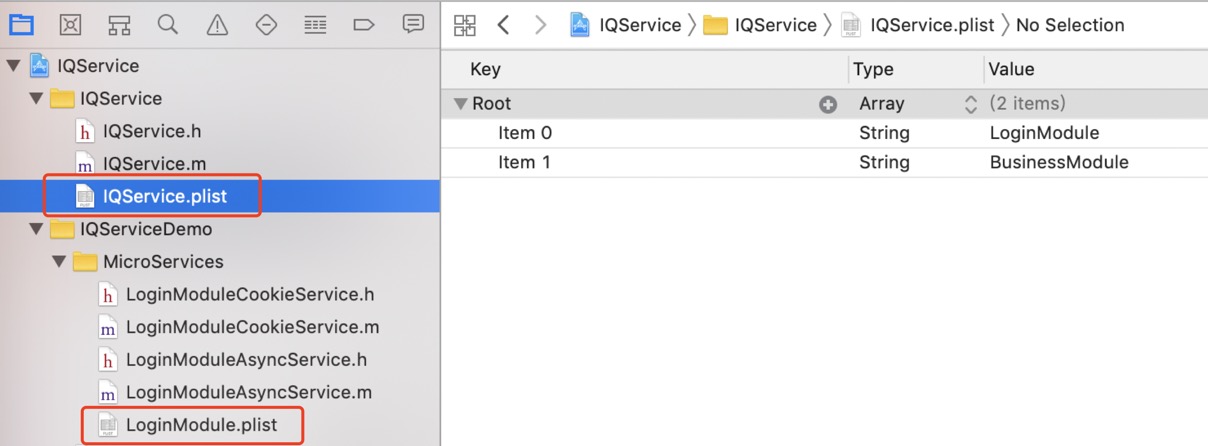 IQService
IQService
IQService.h
IQService.m
IQService.plist
IQServiceDemo
MicroServices
LoginModuleCookieService.h
LoginModuleCookieService.m
LoginModuleAsyncService.h
LoginModuleAsyncService.m
LoginModule.plist
IQService IQService IQService.plist No Selection
Key Type Value
Root Array (2 items)
Item 0 String LoginModule
Item 1 String BusinessModule